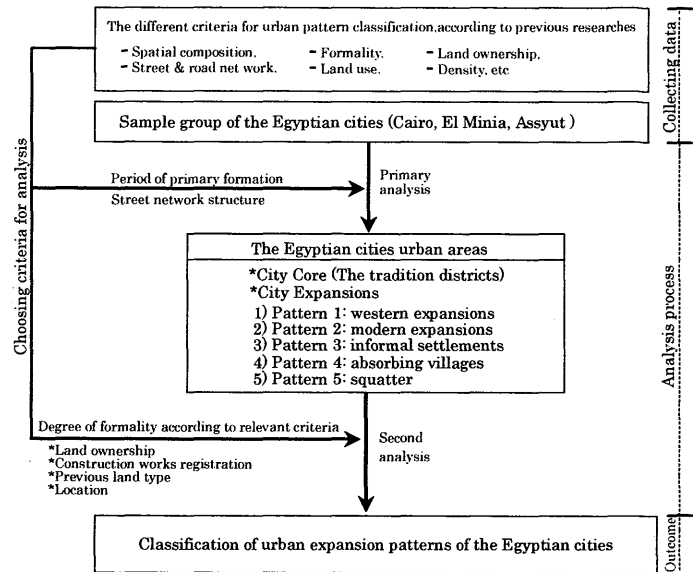 The different criteria for urban pattern classification,according to previous researches
- Spatial composition. - Formality. - Land ownership,
- Street & road net work. - Land use. - Density, etc
Collecting data
Sample group of the Egyptian cities (Cairo, El Minia, Assyut )
Choosing criteria for analysis
Period of primary formation
Street network structure
Primary
analysis
The Egyptian cities urban areas
*City Core (The tradition districts)
*City Expansions
1) Pattern 1: western expansions
2) Pattern 2: modern expansions
3) Pattern 3: informal settlements
4) Pattern 4: absorbing villages
5) Pattern 5: squatter
Analysis process
Degree of formality according to relevant criteria
*Land ownership
*Construction works registration
*Previous land type
*Location
Second
analysis
Classification of urban expansion patterns of the Egyptian cities
Outcome